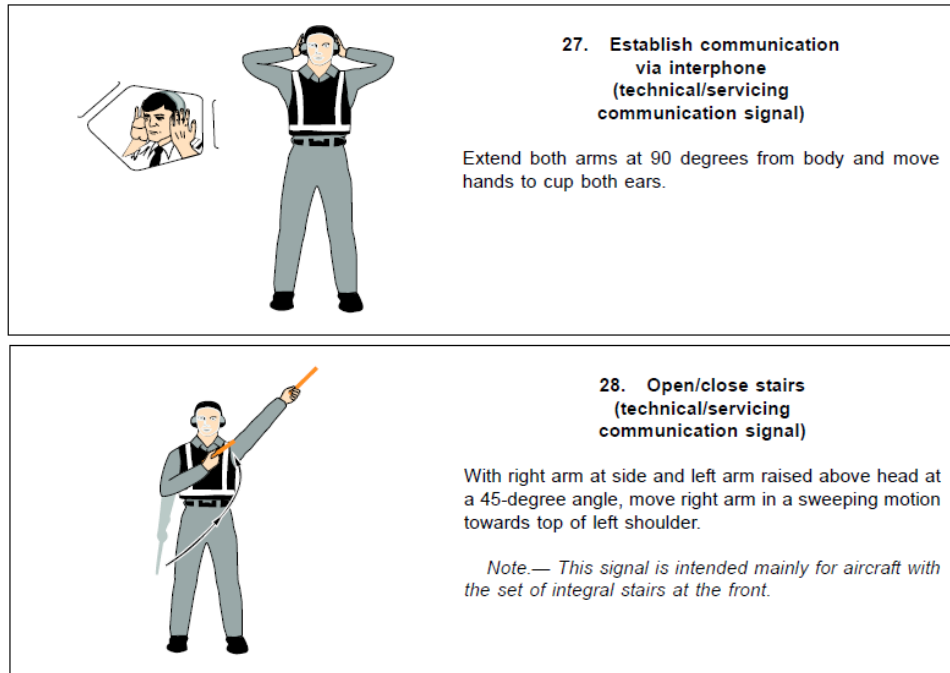 27. Establish communication
via interphone
(technical/servicing
communication signal)
Extend both arms at 90 degrees from body and move
hands to cup both ears.
28. Open/close stairs
(technical/servicing
communication signal)
With right arm at side and left arm raised above head at
a 45-degree angle, move right arm in a sweeping motion
towards top of left shoulder.
Note.— This signal is intended mainly for aircraft with
the set of integral stairs at the front.